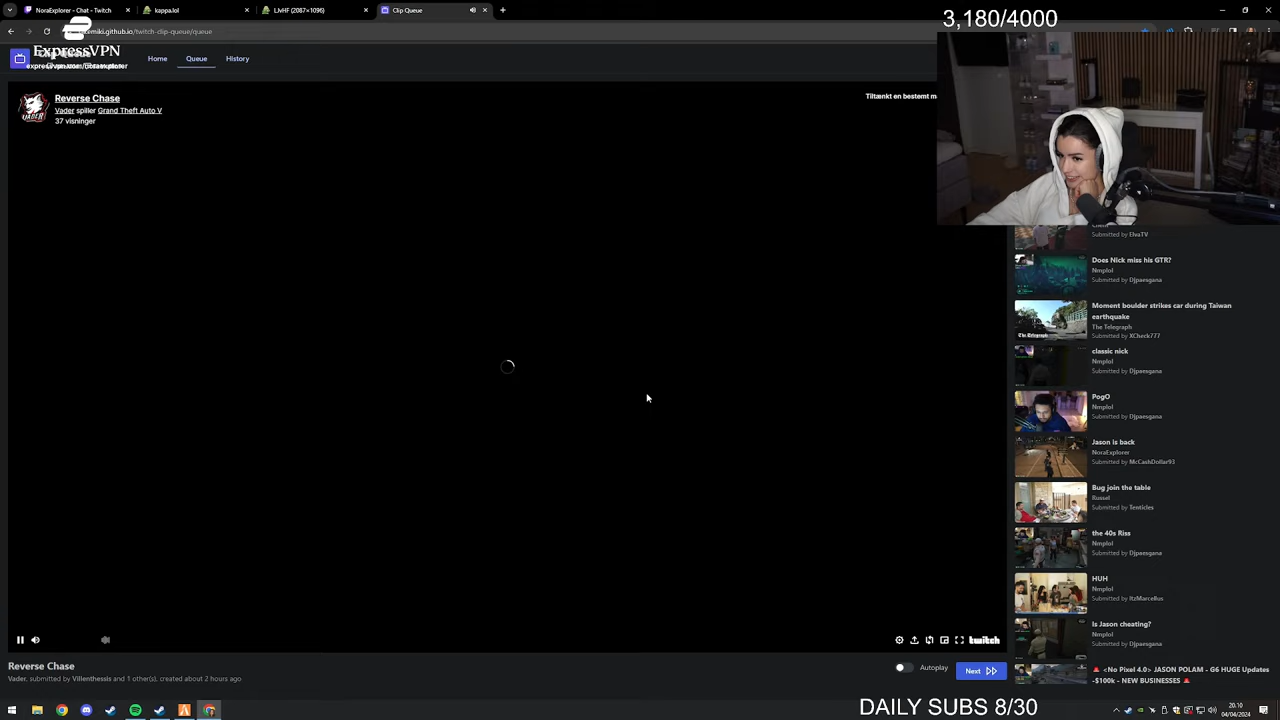 NoraExplorer - Chat - Twitch
kappa.lol
LIvHF (2087×1096)
Clip Queue
3,180/4000
ExpressVPN
Home
Queue
History
Reverse Chase
Vader spiller Grand Theft Auto V
37 visninger
Tiltænkt en bestemt m
Submitted by ElvaTV
Does Nick miss his GTR?
Nmplol
Submitted by Djpaesgana
Moment boulder strikes car during Taiwan
earthquake
The Telegraph
Submitted by XCheck777
classic nick
Nmplol
Submitted by Djpaesgana
PogO
Nmplol
Submitted by Djpaesgana
Jason is back
NoraExplorer
Submitted by McCashDollar93
Bug join the table
Russel
Submitted by Tenticles
the 40s Riss
Nmplol
Submitted by Djpaesgana
HUH
Nmplol
Submitted by ItzMarcellus
Is Jason cheating?
Nmplol
Submitted by Djpaesgana
🚨 <No Pixel 4.0> JASON POLAM - G6 HUGE Updates
-$100k - NEW BUSINESSES 🚨
twitch
Reverse Chase
Vader, submitted by Villenthessis and 1 other(s), created about 2 hours ago
Autoplay
Next
DAILY SUBS 8/30
20.10
04/04/2024